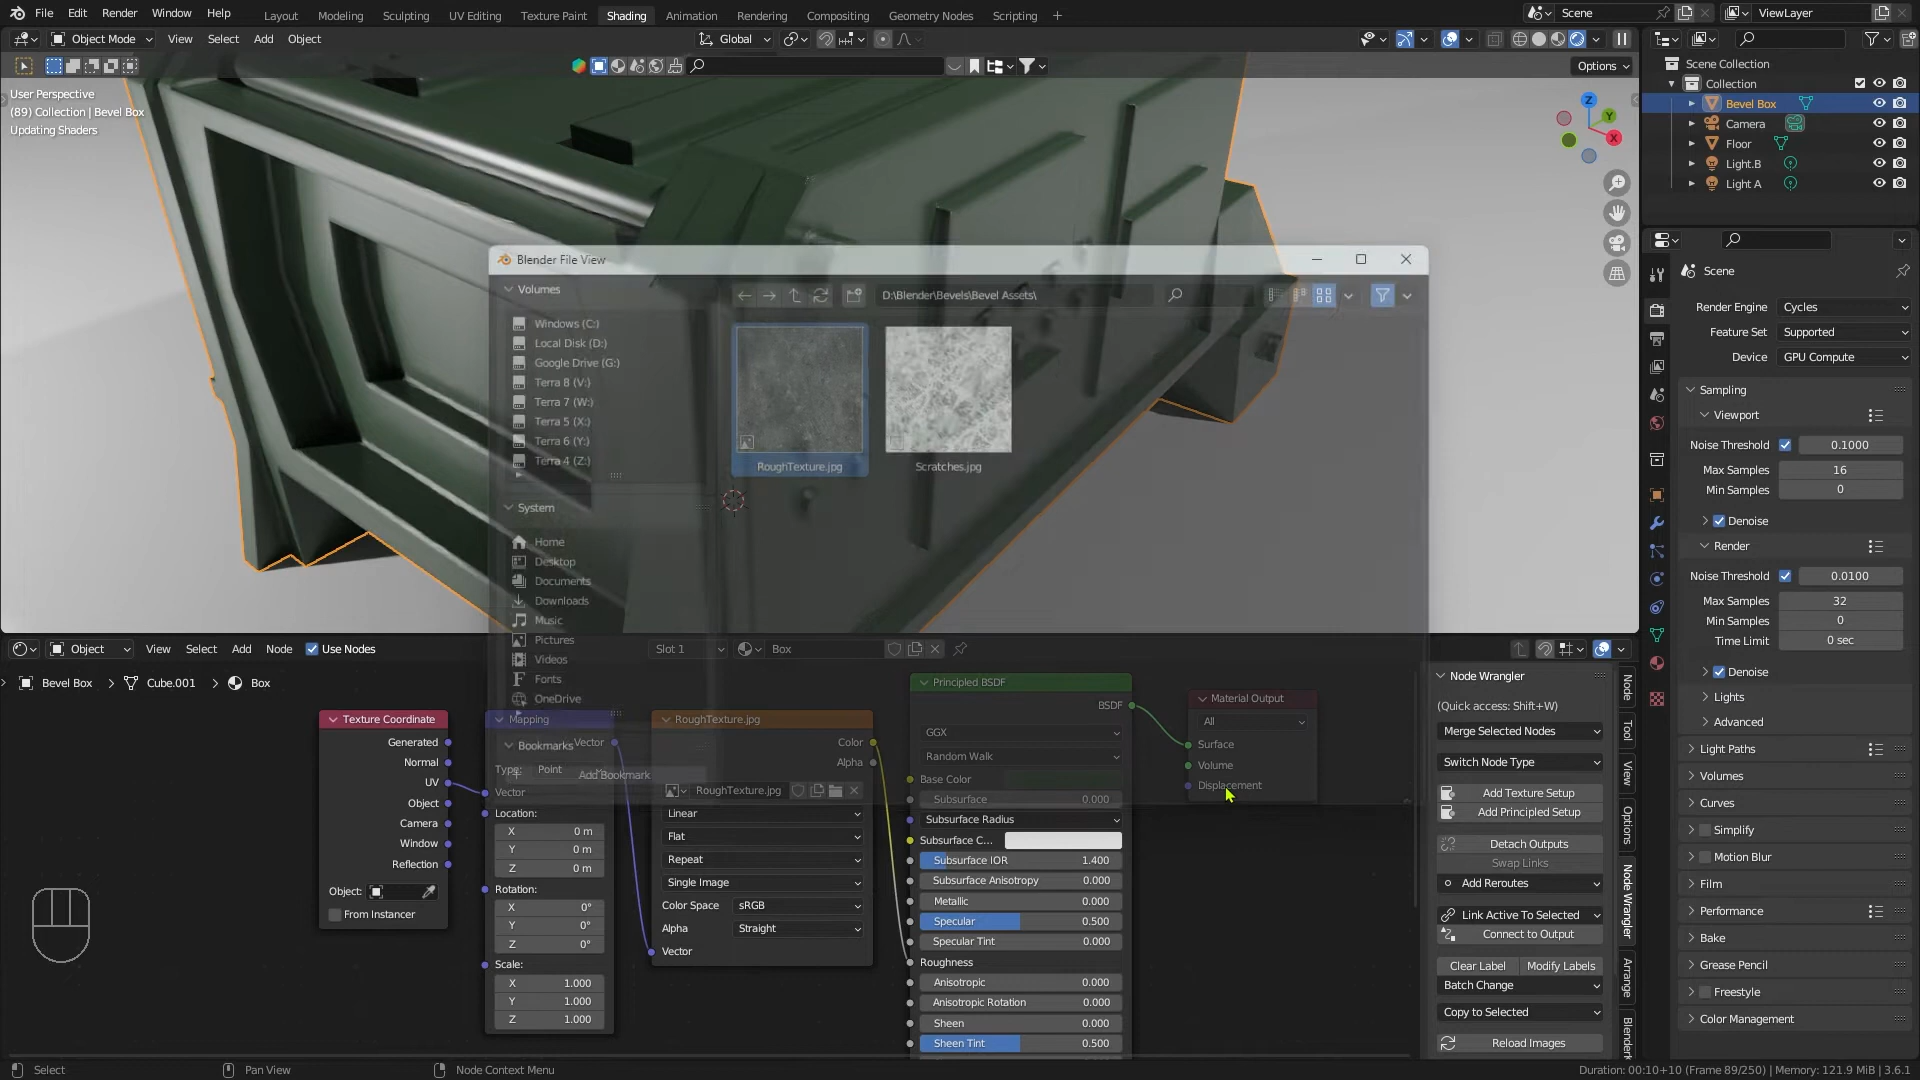 File Edit Render Window Help
Layout Modeling Sculpting UV Editing Texture Paint Shading Animation Rendering Compositing Geometry Nodes Scripting +
Scene
ViewLayer
Object Mode View Select Add Object
Global
Options
User Perspective
(89) Collection | Bevel Box
Updating Shaders
Z
Y
X
Scene Collection
Collection
Bevel Box
Camera
Floor
Light.B
Light A
Blender File View
Volumes
Windows (C:)
Local Disk (D:)
Google Drive (G:)
Terra 8 (V:)
Terra 7 (W:)
Terra 5 (X:)
Terra 6 (Y:)
Terra 4 (Z:)
System
Home
Desktop
Documents
Downloads
Music
Pictures
Videos
Fonts
OneDrive
Bookmarks
Add Bookmark
D:\Blender\Bevels\Bevel Assets\
RoughTexture.jpg
Scratches.jpg
Object View Select Add Node Use Nodes
Slot 1
Box
Bevel Box > Cube.001 > Box
Texture Coordinate
Generated
Normal
UV
Object
Camera
Window
Reflection
Object:
From Instancer
Mapping
Vector
Type: Point
Vector
Location:
X 0 m
Y 0 m
Z 0 m
Rotation:
X 0°
Y 0°
Z 0°
Scale:
X 1.000
Y 1.000
Z 1.000
RoughTexture.jpg
Color
Alpha
RoughTexture.jpg
Linear
Flat
Repeat
Single Image
Color Space sRGB
Alpha Straight
Vector
Principled BSDF
BSDF
GGX
Random Walk
Base Color
Subsurface 0.000
Subsurface Radius
Subsurface C...
Subsurface IOR 1.400
Subsurface Anisotropy 0.000
Metallic 0.000
Specular 0.500
Specular Tint 0.000
Roughness
Anisotropic 0.000
Anisotropic Rotation 0.000
Sheen 0.000
Sheen Tint 0.500
Material Output
All
Surface
Volume
Displacement
Node Wrangler
(Quick access: Shift+W)
Merge Selected Nodes
Switch Node Type
Add Texture Setup
Add Principled Setup
Detach Outputs
Swap Links
Add Reroutes
Link Active To Selected
Connect to Output
Clear Label Modify Labels
Batch Change
Copy to Selected
Reload Images
Node
Tool
View
Options
Node Wrangler
Arrange
Scene
Render Engine Cycles
Feature Set Supported
Device GPU Compute
Sampling
Viewport
Noise Threshold 0.1000
Max Samples 16
Min Samples 0
Denoise
Render
Noise Threshold 0.0100
Max Samples 32
Min Samples 0
Time Limit 0 sec
Denoise
Lights
Advanced
Light Paths
Volumes
Curves
Simplify
Motion Blur
Film
Performance
Bake
Grease Pencil
Freestyle
Color Management
Select
Pan View
Node Context Menu
Duration: 00:10+10 (Frame 89/250) | Memory: 121.9 MiB | 3.6.1